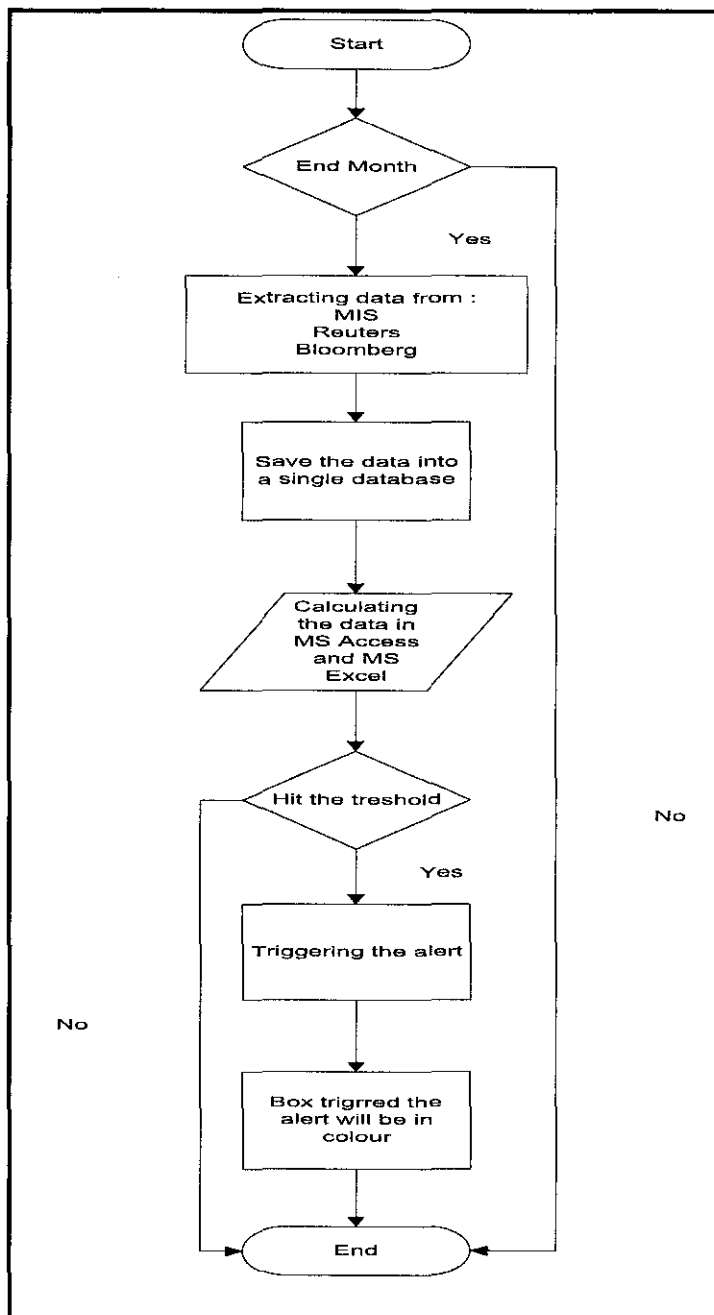 Start
End Month
Yes
Extracting data from :
MIS
Reuters
Bloomberg
Save the data into
a single database
Calculating
the data in
MS Access
and MS
Excel
Hit the treshold
No
Yes
Triggering the alert
No
Box trigrred the
alert will be in
colour
End